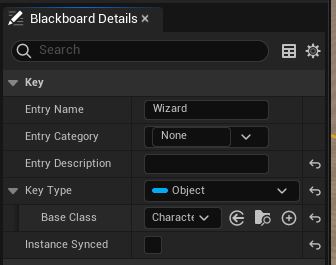 Blackboard Details
Search
Key
Entry Name Wizard
Entry Category None
Entry Description
Key Type Object
Base Class Characte
Instance Synced